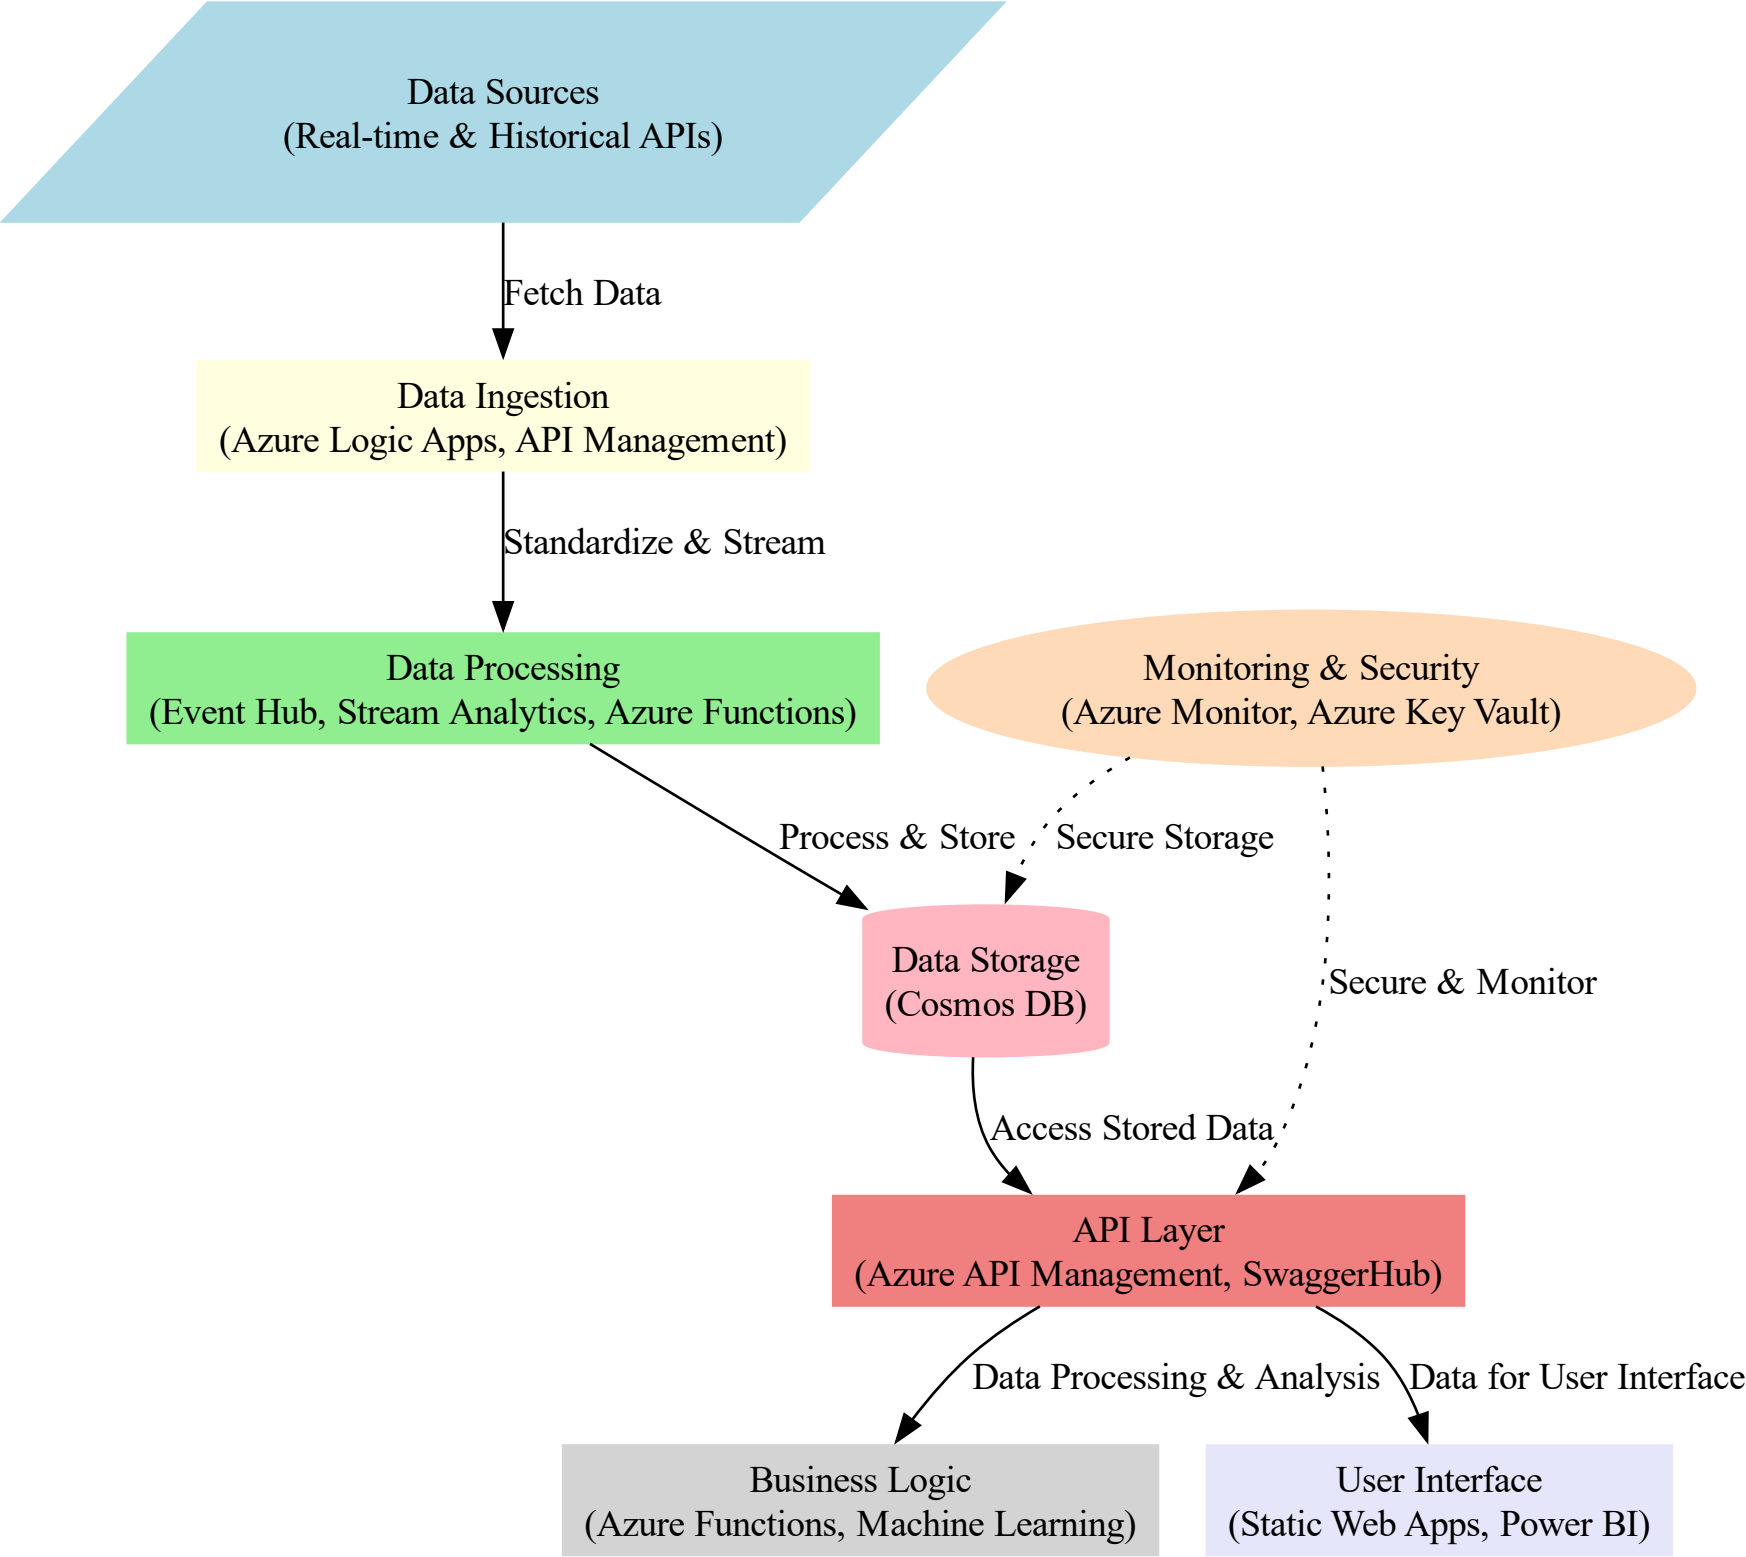 Data Sources
(Real-time & Historical APIs)
Fetch Data
Data Ingestion
(Azure Logic Apps, API Management)
Standardize & Stream
Data Processing
(Event Hub, Stream Analytics, Azure Functions)
Monitoring & Security
(Azure Monitor, Azure Key Vault)
Process & Store
Secure Storage
Data Storage
(Cosmos DB)
Secure & Monitor
Access Stored Data
API Layer
(Azure API Management, SwaggerHub)
Data Processing & Analysis
Data for User Interface
Business Logic
(Azure Functions, Machine Learning)
User Interface
(Static Web Apps, Power BI)